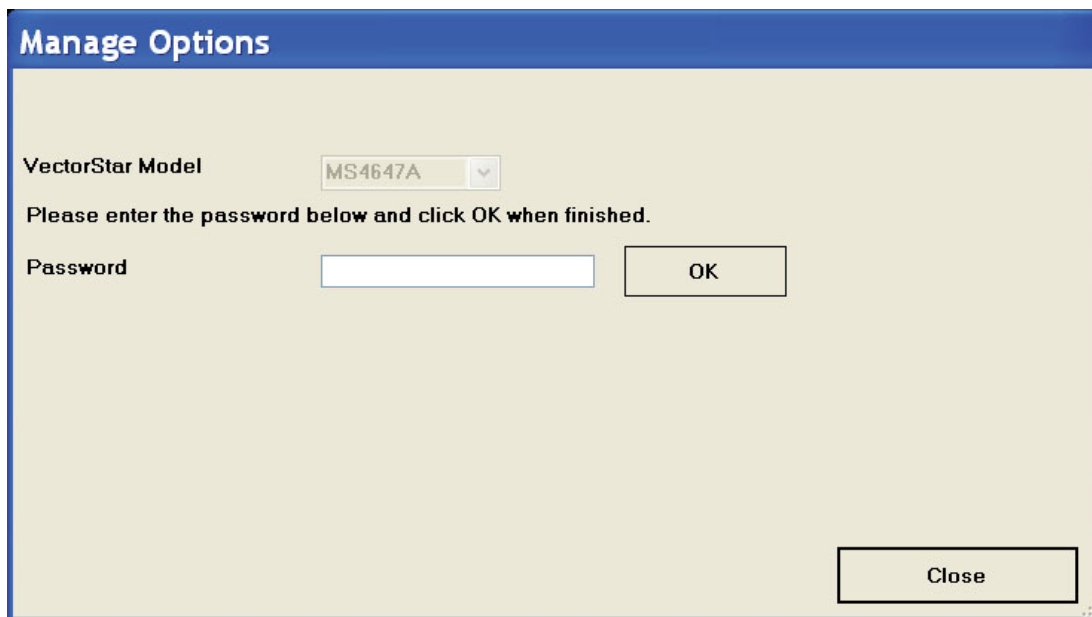 Manage Options
VectorStar Model
MS4647A
Please enter the password below and click OK when finished.
Password
OK
Close